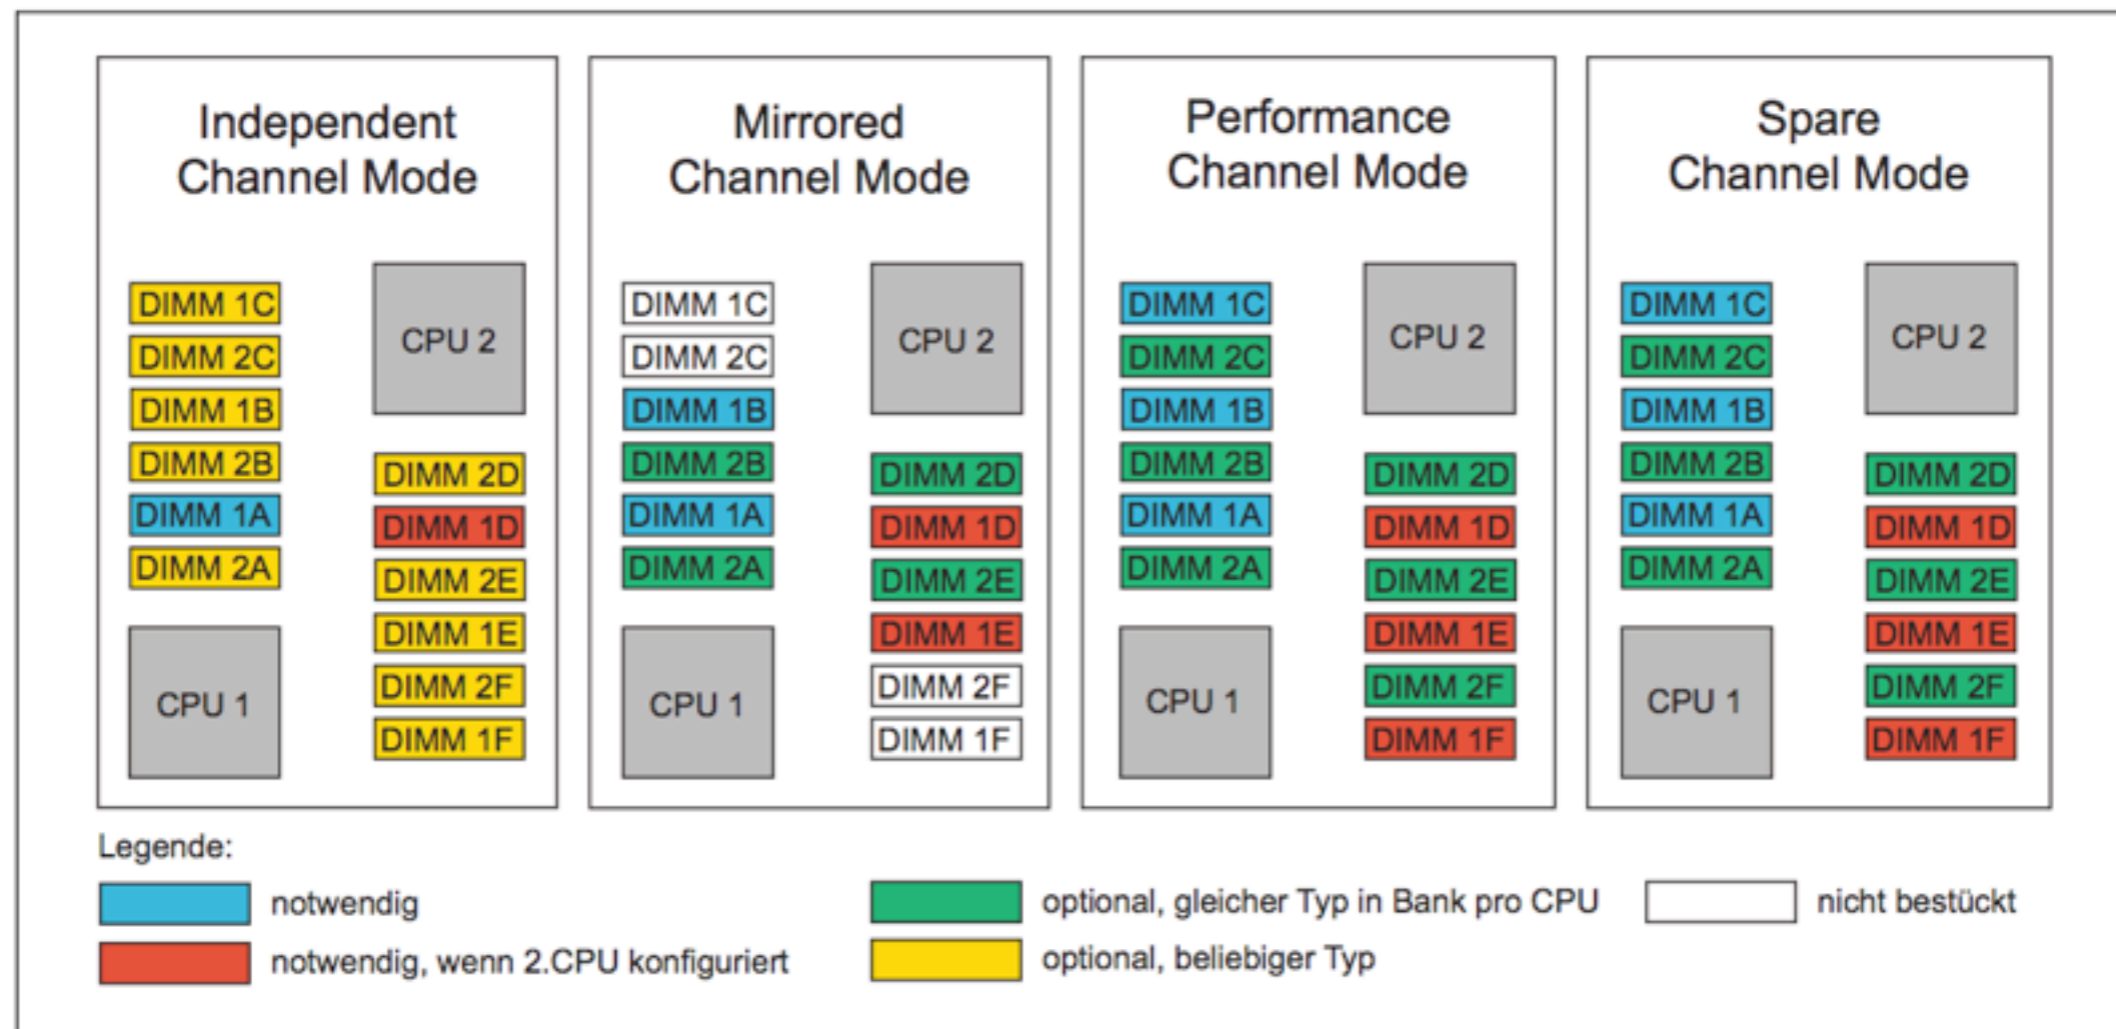 Independent
Channel Mode
DIMM 1C
DIMM 2C
DIMM 1B
DIMM 2B
DIMM 1A
DIMM 2A
CPU 1
CPU 2
DIMM 2D
DIMM 1D
DIMM 2E
DIMM 1E
DIMM 2F
DIMM 1F
Mirrored
Channel Mode
DIMM 1C
DIMM 2C
DIMM 1B
DIMM 2B
DIMM 1A
DIMM 2A
CPU 1
CPU 2
DIMM 2D
DIMM 1D
DIMM 2E
DIMM 1E
DIMM 2F
DIMM 1F
Performance
Channel Mode
DIMM 1C
DIMM 2C
DIMM 1B
DIMM 2B
DIMM 1A
DIMM 2A
CPU 1
CPU 2
DIMM 2D
DIMM 1D
DIMM 2E
DIMM 1E
DIMM 2F
DIMM 1F
Spare
Channel Mode
DIMM 1C
DIMM 2C
DIMM 1B
DIMM 2B
DIMM 1A
DIMM 2A
CPU 1
CPU 2
DIMM 2D
DIMM 1D
DIMM 2E
DIMM 1E
DIMM 2F
DIMM 1F
Legende:
notwendig
notwendig, wenn 2.CPU konfiguriert
optional, gleicher Typ in Bank pro CPU
optional, beliebiger Typ
nicht bestückt